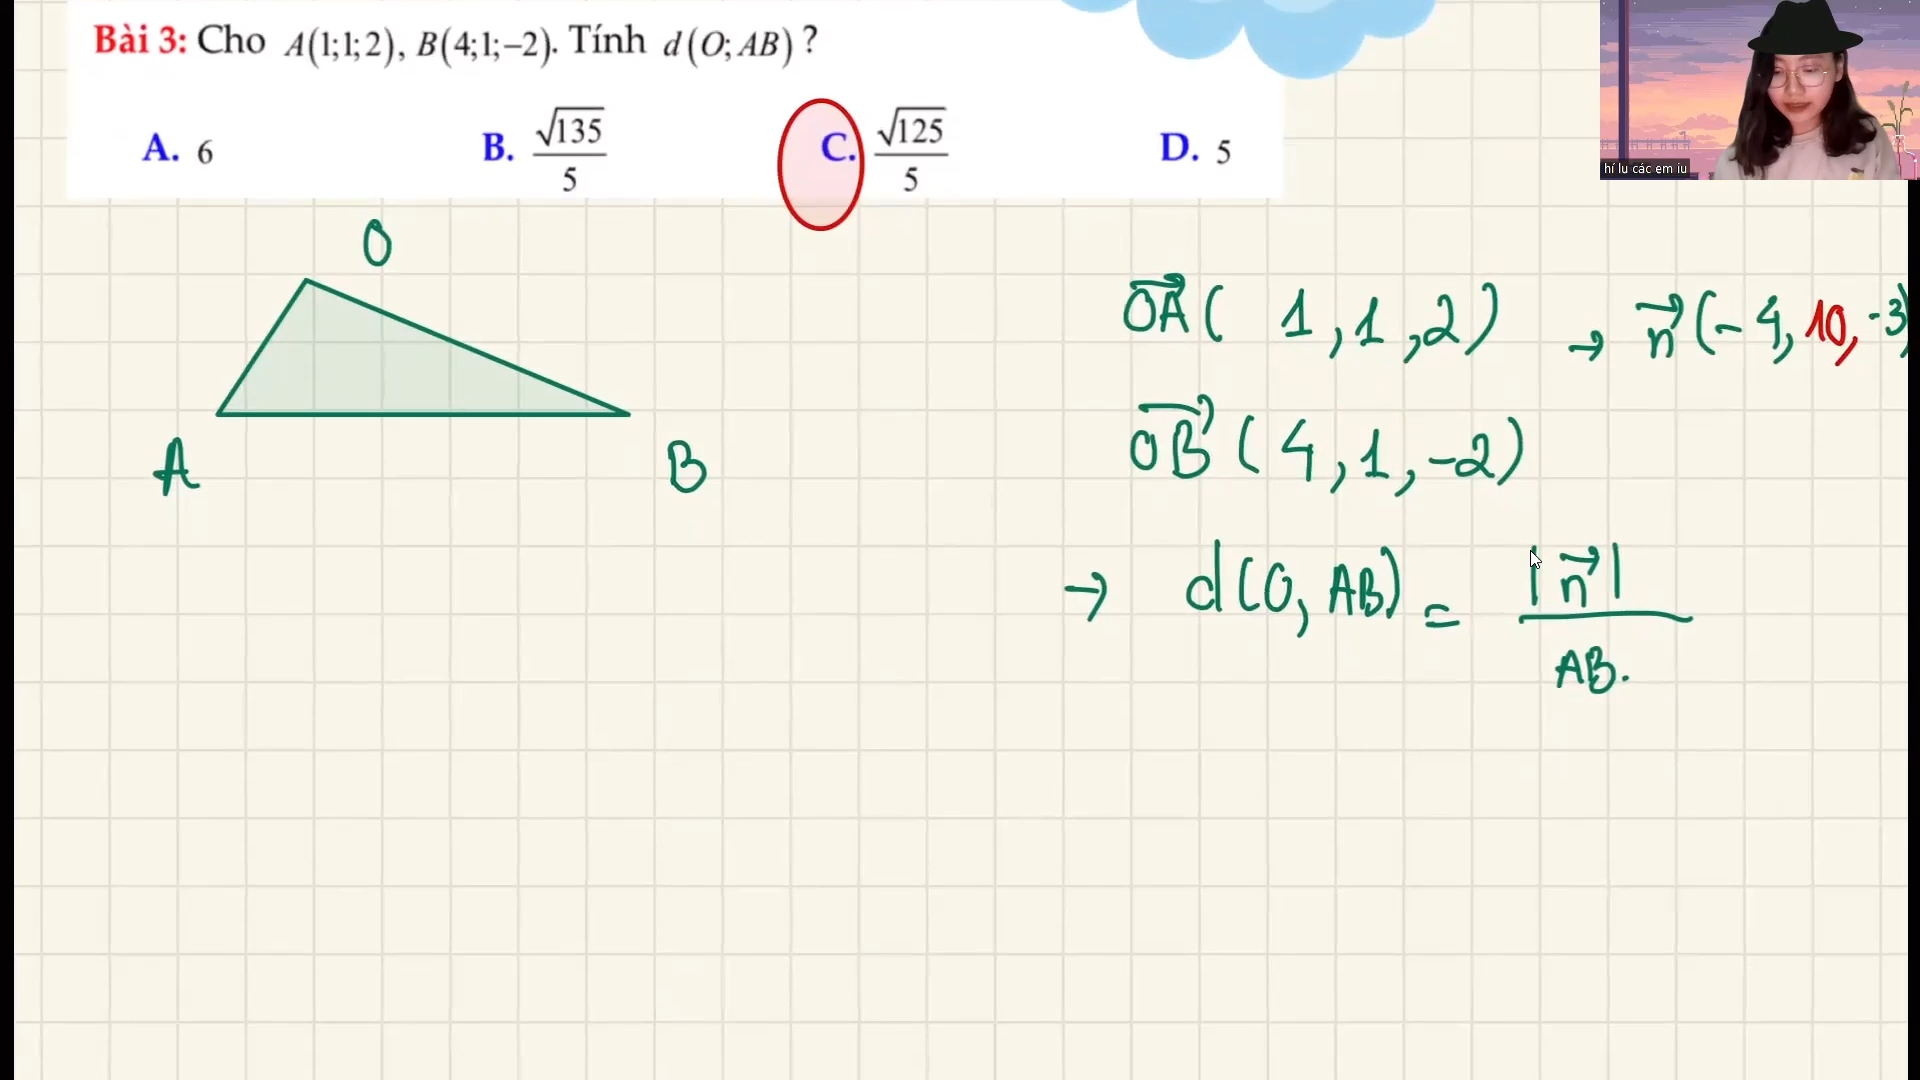 Bài 3: Cho A(1;1;2), B(4;1;−2). Tính d(O; AB) ?
A. 6 B. √135/5 C. √125/5 D. 5
hí lu các em iu
O
A
B
OA⃗ ( 1 , 1 , 2 ) → n⃗ (- 4, 10, -3)
OB⃗ ( 4 , 1 , -2 )
→ d(O, AB) = |n⃗| / AB.